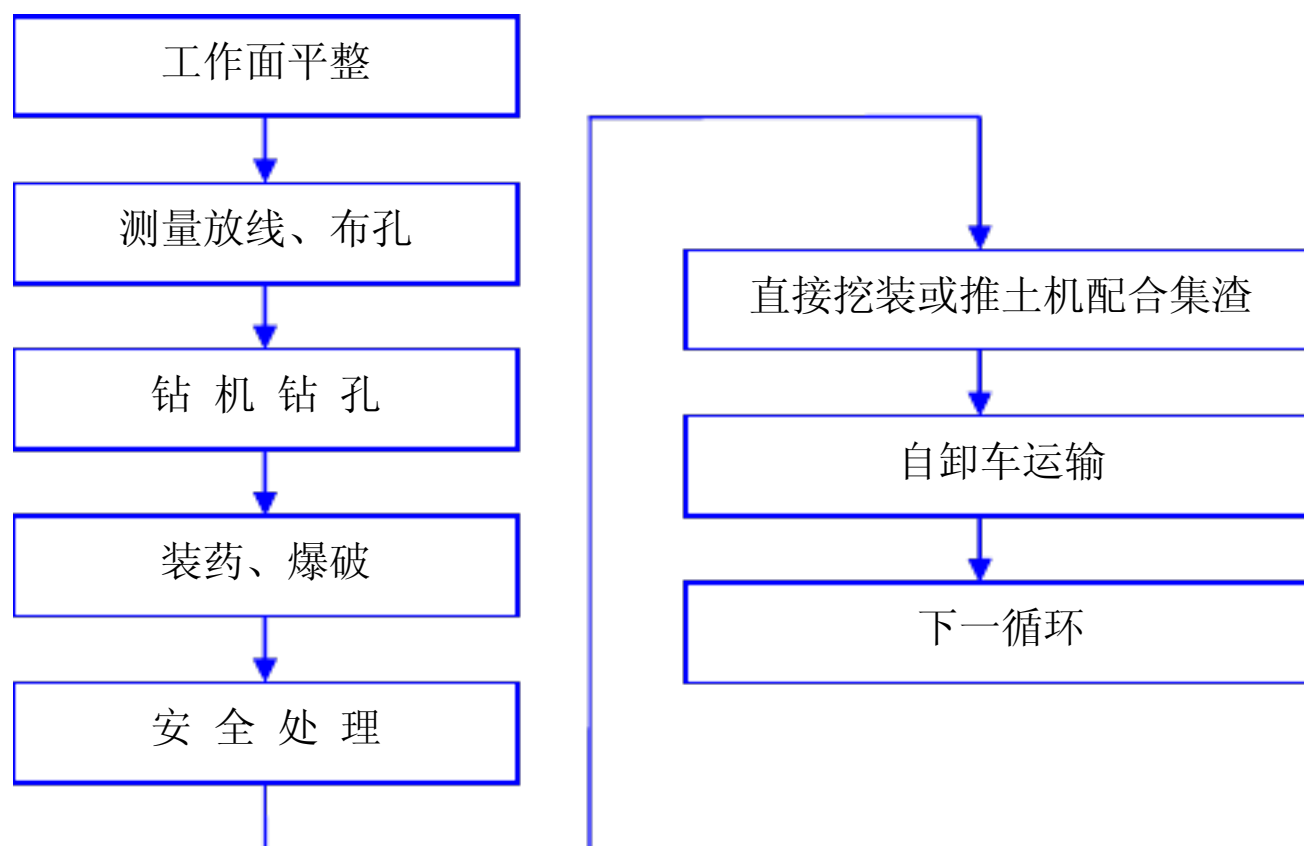 工作面平整
测量放线、布孔
钻 机 钻 孔
装药、爆破
安 全 处 理
直接挖装或推土机配合集渣
自卸车运输
下一循环